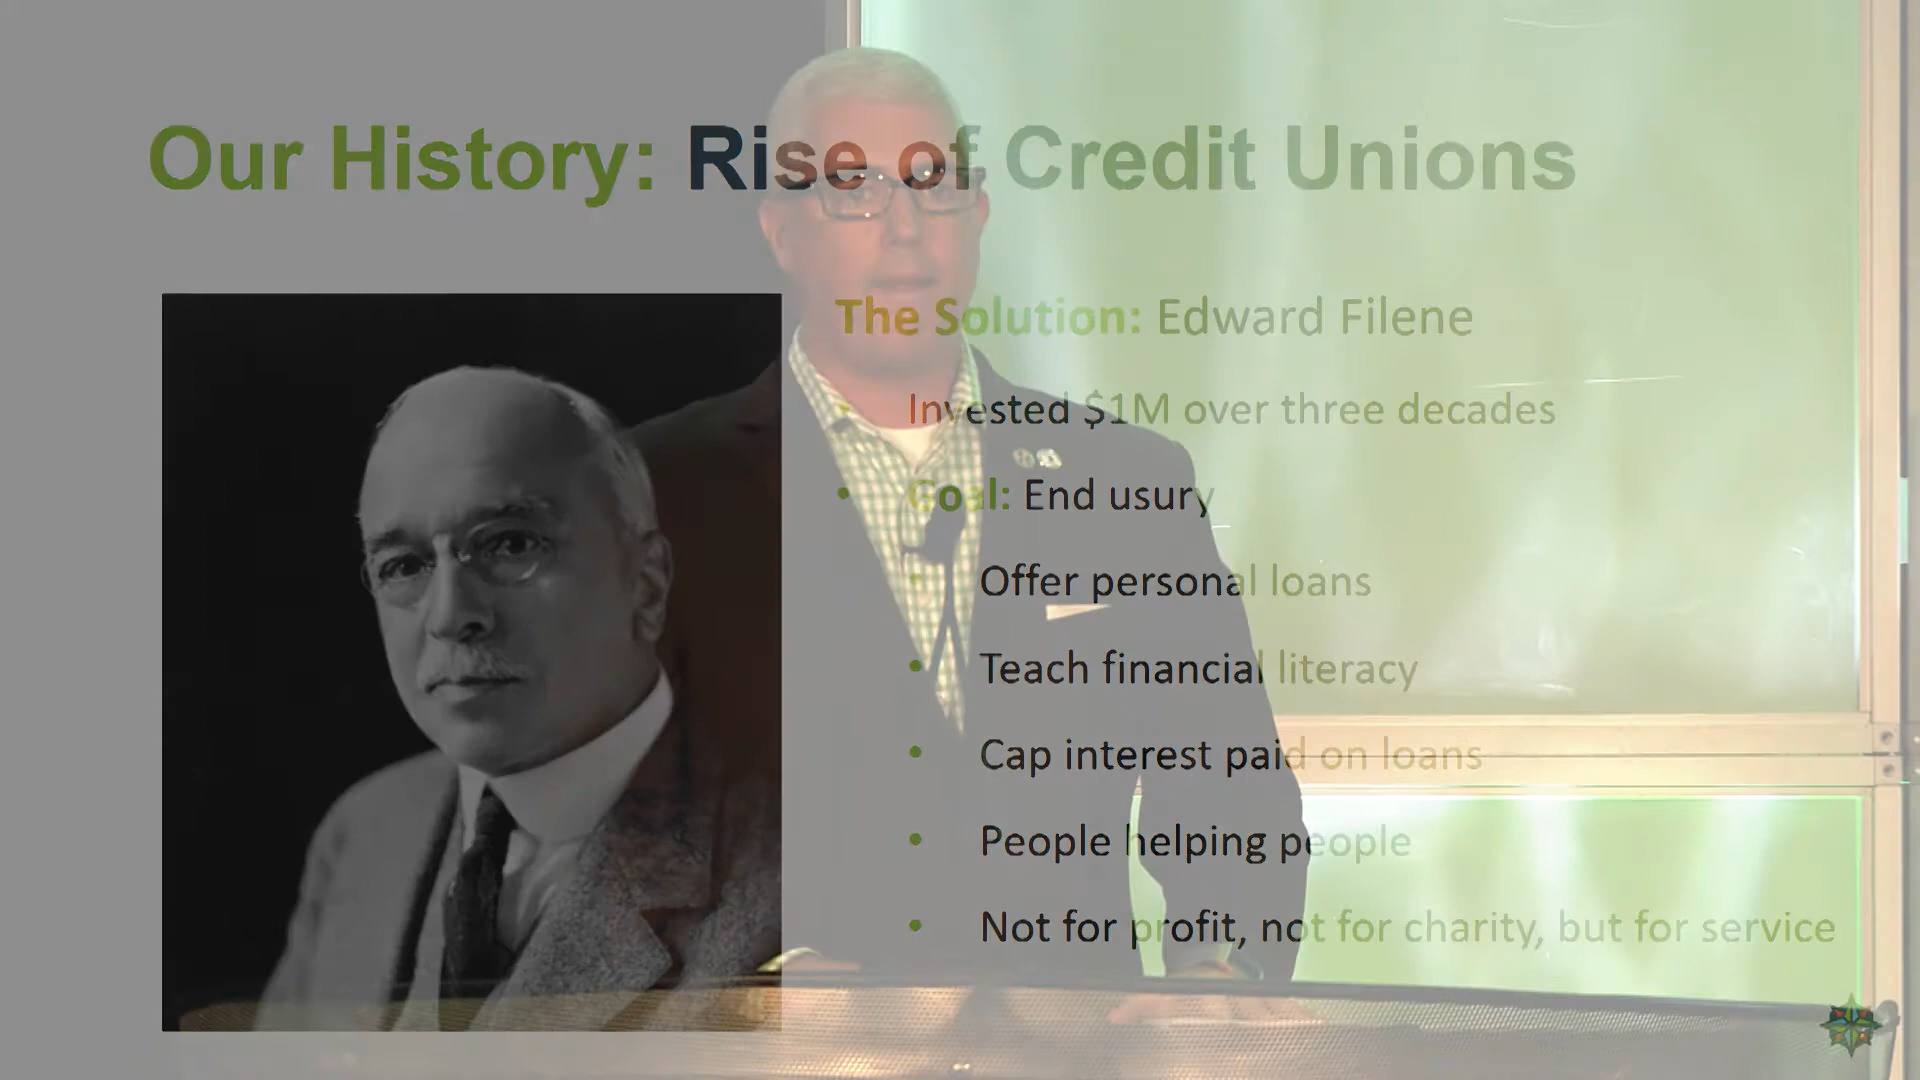 Our History: Rise of Credit Unions
The Solution: Edward Filene
Invested $1M over three decades
• Goal: End usury
• Offer personal loans
• Teach financial literacy
• Cap interest paid on loans
• People helping people
• Not for profit, not for charity, but for service